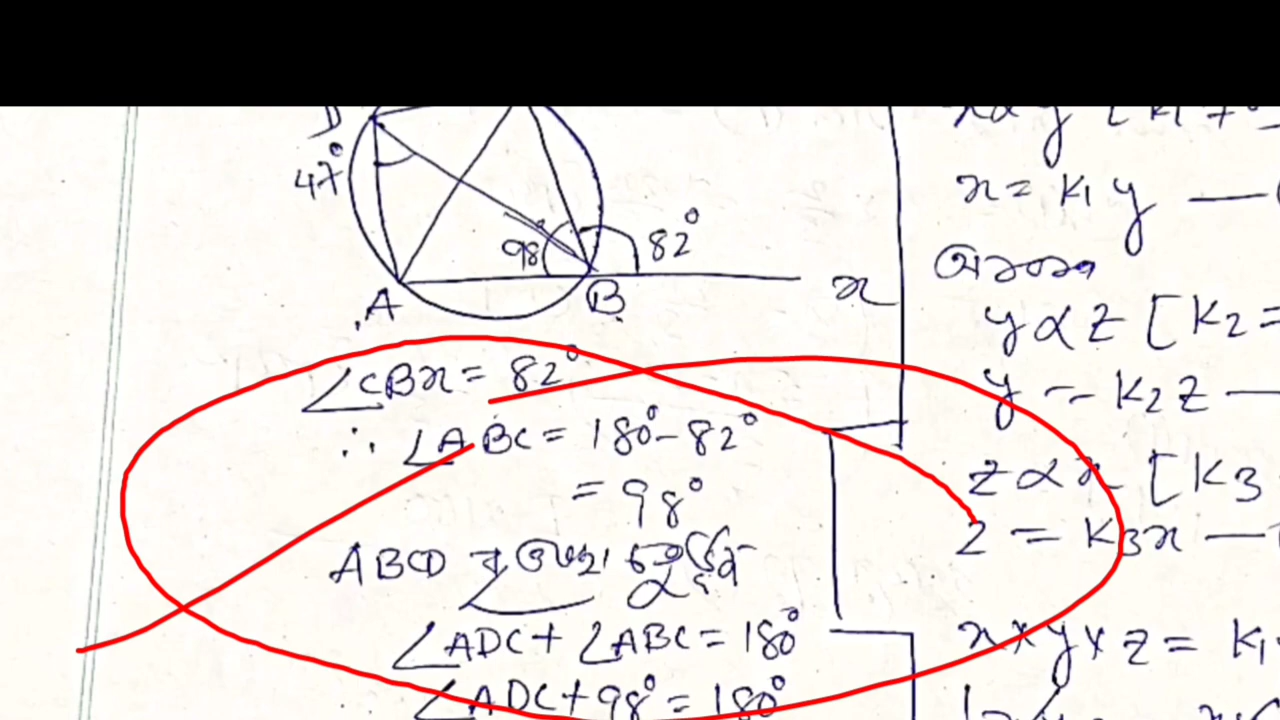 D
47°
98
82°
A
B
x
∠CBx = 82°
∴ ∠ABC = 180° - 82°
= 98°
ABCD
∠ADC + ∠ABC = 180°
∠ADC + 98° = 180°
x∝y [K1
x = K1y —
y∝z [K2 =
y = K2z —
z∝x [K3
z = K3x —
x × y × z = K1